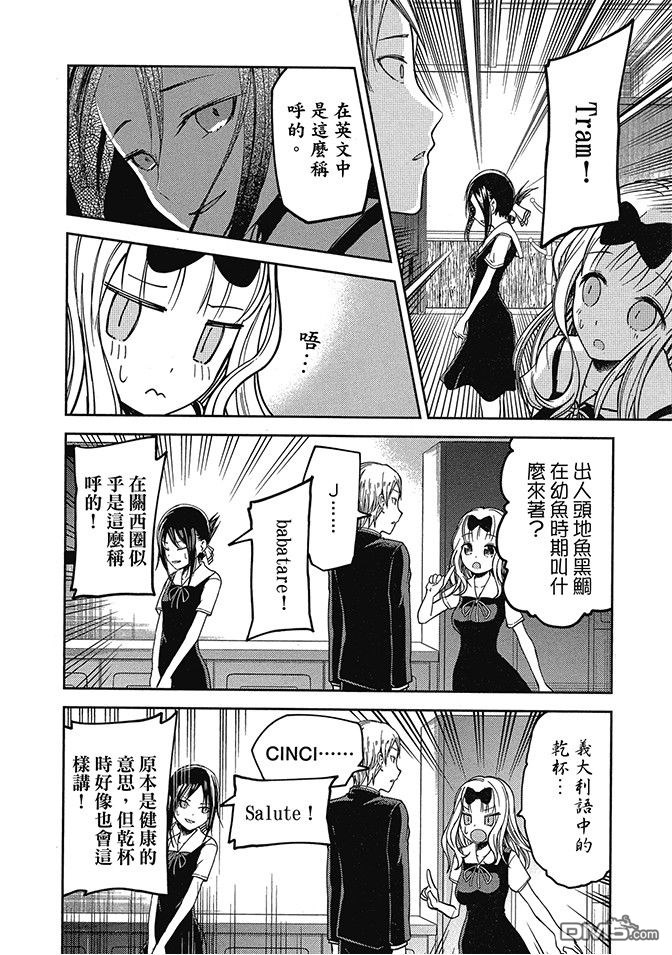 Tram！
在英文中
是這麼稱
呼的。
唔…
出人頭地魚黑鯛
在幼魚時期叫什
麼來著？
J……
babatare！
在關西圈似
乎是這麼稱
呼的！
義大利語中的
乾杯…
CINCI……
Salute！
原本是健康的
意思，但乾杯
時好像也會這
樣講！
DM5.com